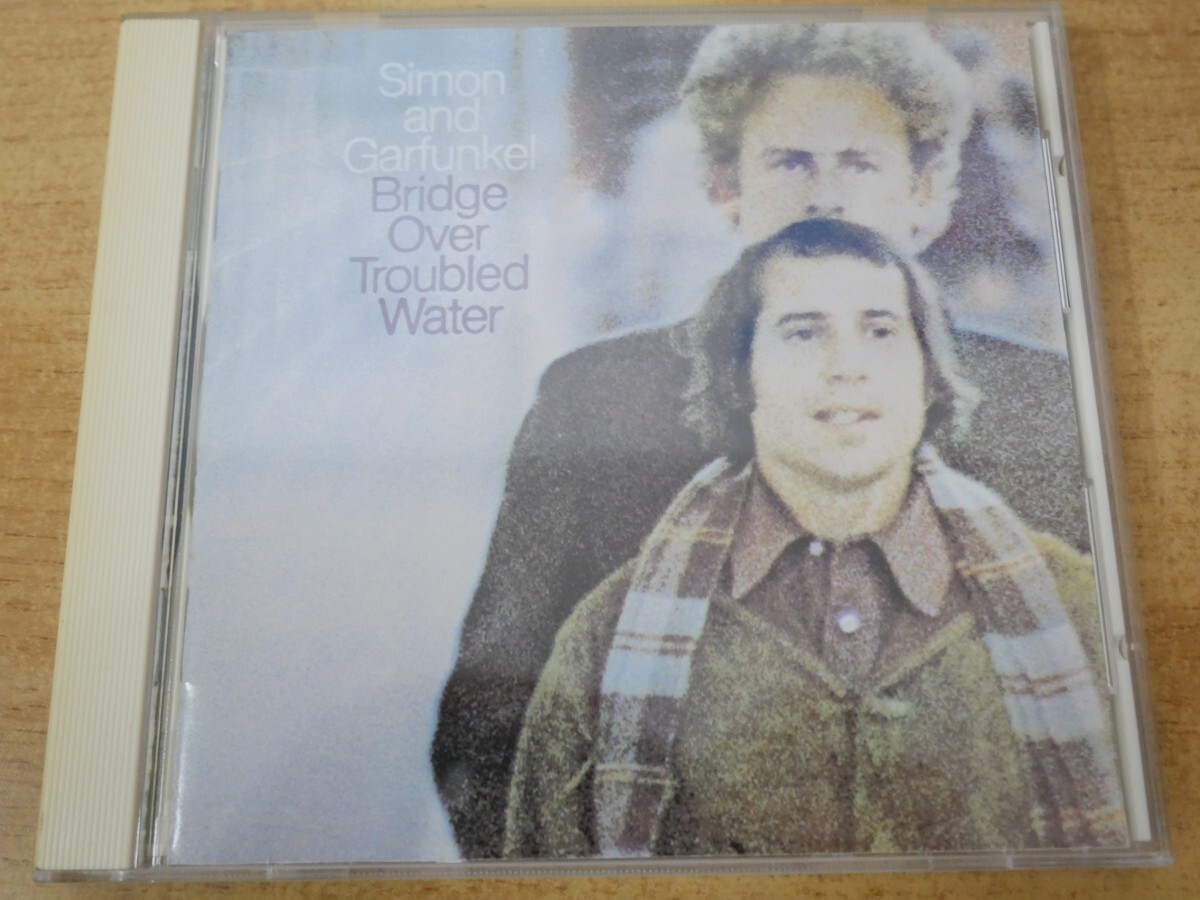 Simon
and
Garfunkel
Bridge
Over
Troubled
Water